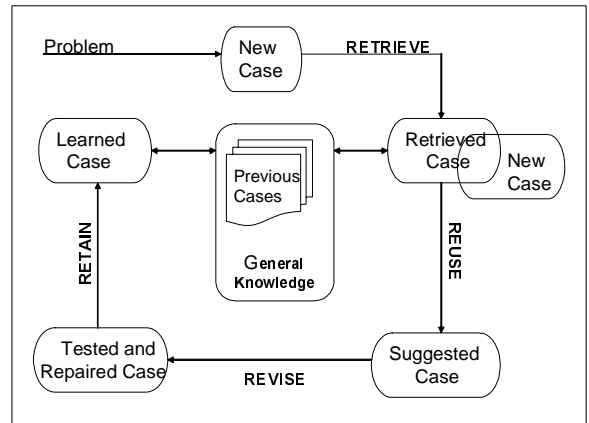 Problem
New
Case
RETRIEVE
Learned
Case
Previous
Cases
General
Knowledge
Retrieved
Case
New
Case
RETAIN
REUSE
Tested and
Repaired Case
REVISE
Suggested
Case